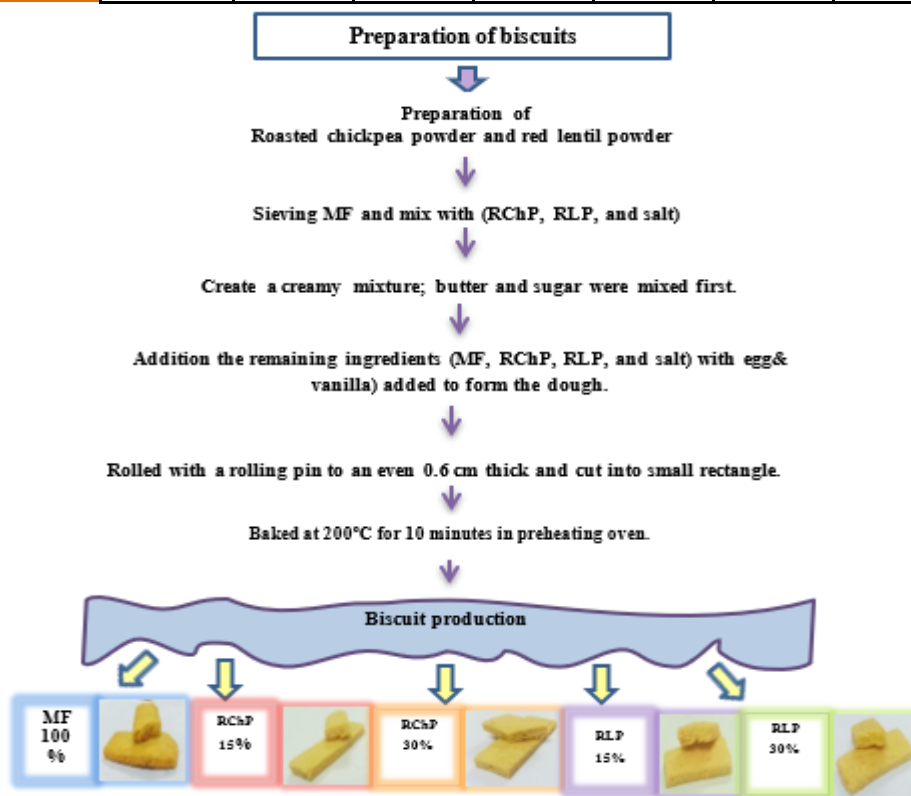 Preparation of biscuits
Preparation of
Roasted chickpea powder and red lentil powder
Sieving MF and mix with (RChP, RLP, and salt)
Create a creamy mixture; butter and sugar were mixed first.
Addition the remaining ingredients (MF, RChP, RLP, and salt) with egg&
vanilla) added to form the dough.
Rolled with a rolling pin to an even 0.6 cm thick and cut into small rectangle.
Baked at 200°C for 10 minutes in preheating oven.
Biscuit production
MF
100
%
RChP
15%
RChP
30%
RLP
15%
RLP
30%